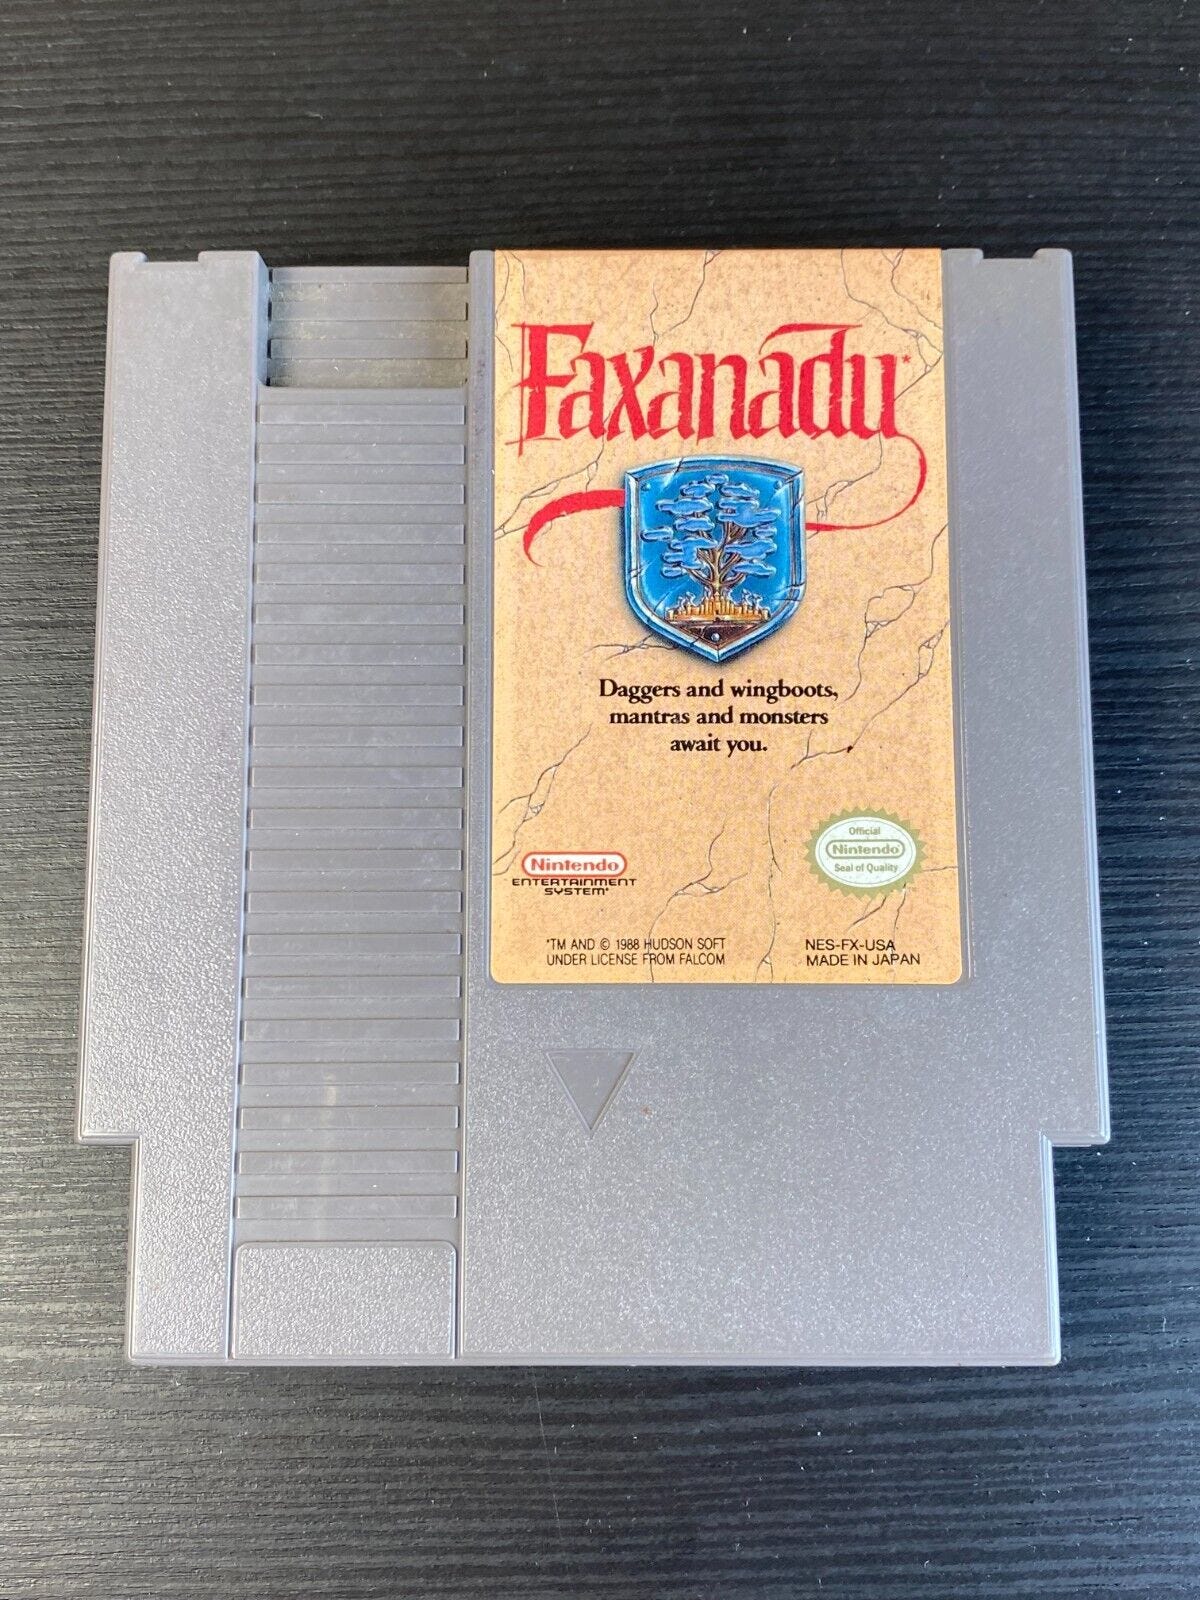 Faxanadu*
Daggers and wingboots,
mantras and monsters
await you.
Nintendo
ENTERTAINMENT
SYSTEM*
Official
Nintendo
Seal of Quality
*TM AND © 1988 HUDSON SOFT
UNDER LICENSE FROM FALCOM
NES-FX-USA
MADE IN JAPAN